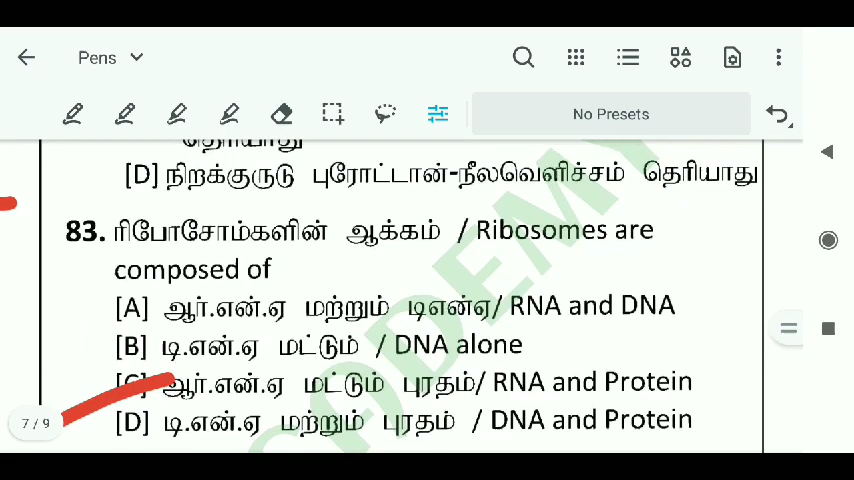 Pens
No Presets
தெரியாது
[D] நிறக்குருடு புரோட்டான்-நீலவெளிச்சம் தெரியாது
83. ரிபோசோம்களின் ஆக்கம் / Ribosomes are
composed of
[A] ஆர்.என்.ஏ மற்றும் டிஎன்ஏ/ RNA and DNA
[B] டி.என்.ஏ மட்டும் / DNA alone
[C] ஆர்.என்.ஏ மட்டும் புரதம்/ RNA and Protein
[D] டி.என்.ஏ மற்றும் புரதம் / DNA and Protein
7 / 9